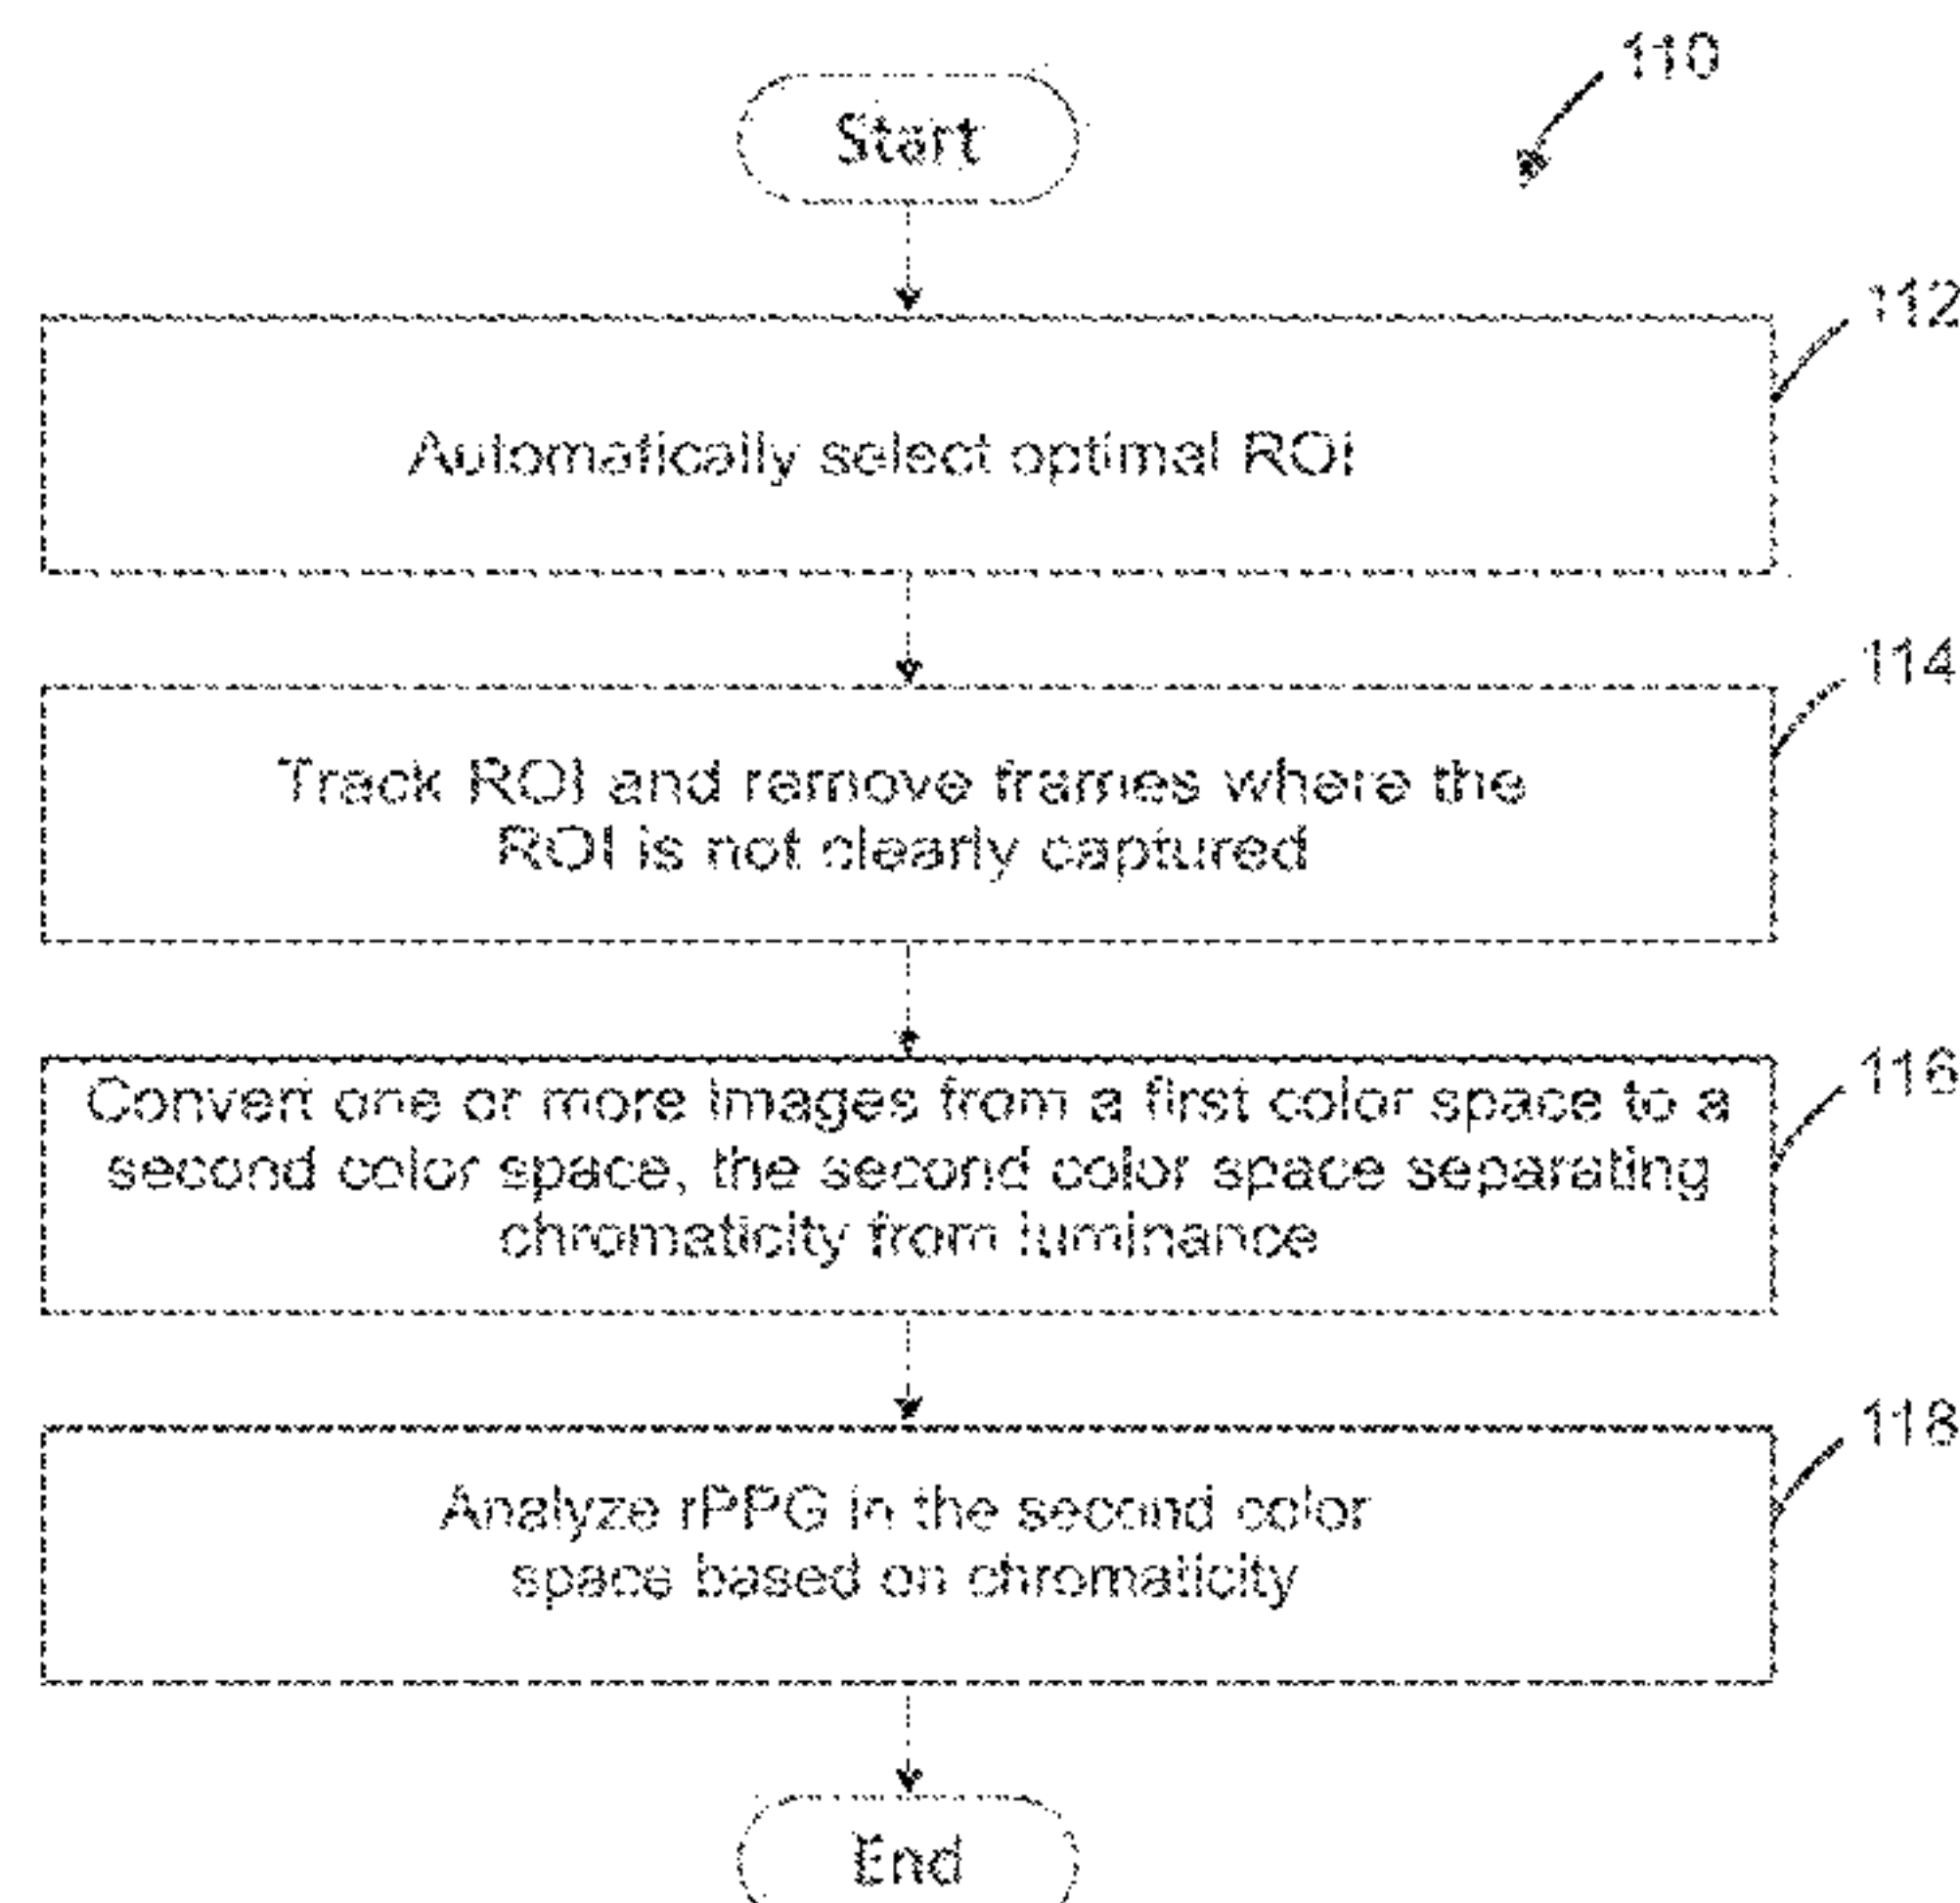 110
Start
112
Automatically select optimal ROI
114
Track ROI and remove frames where the
ROI is not clearly captured
116
Convert one or more images from a first color space to a
second color space, the second color space separating
chromaticity from luminance
118
Analyze rPPG in the second color
space based on chromaticity
End